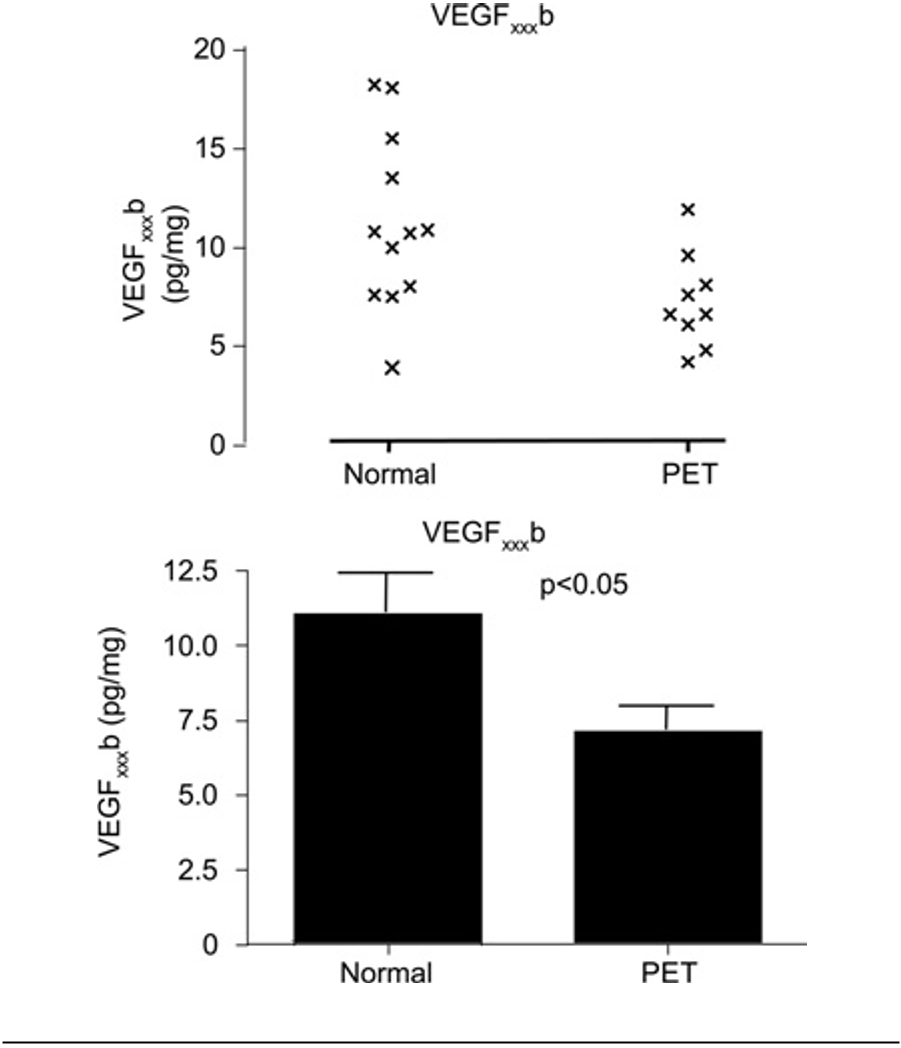 VEGFxxxb
20
15
10
5
0
VEGFxxxb
(pg/mg)
Normal PET
VEGFxxxb
p<0.05
12.5
10.0
7.5
5.0
2.5
0
VEGFxxxb (pg/mg)
Normal PET